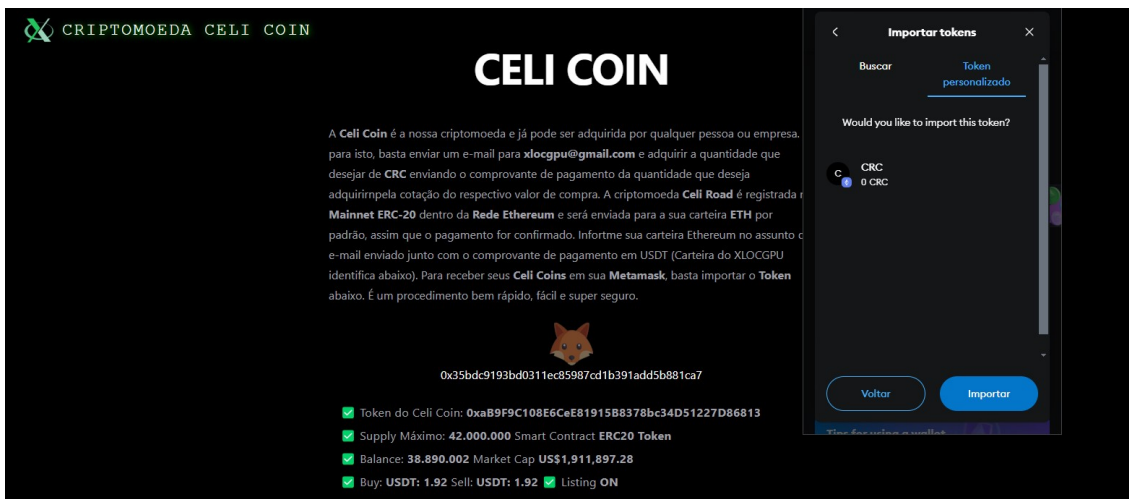 CRIPTOMOEDA CELI COIN
CELI COIN
A Celi Coin é a nossa criptomoeda e já pode ser adquirida por qualquer pessoa ou empresa.
para isto, basta enviar um e-mail para xlocgpu@gmail.com e adquirir a quantidade que
desejar de CRC enviando o comprovante de pagamento da quantidade que deseja
adquirirnpela cotação do respectivo valor de compra. A criptomoeda Celi Road é registrada
Mainnet ERC-20 dentro da Rede Ethereum e será enviada para a sua carteira ETH por
padrão, assim que o pagamento for confirmado. Informte sua carteira Ethereum no assunto
e-mail enviado junto com o comprovante de pagamento em USDT (Carteira do XLOCGPU
identifica abaixo). Para receber seus Celi Coins em sua Metamask, basta importar o Token
abaixo. É um procedimento bem rápido, fácil e super seguro.
0x35bdc9193bd0311ec85987cd1b391add5b881ca7
✅ Token do Celi Coin: 0xaB9F9C108E6CeE81915B8378bc34D51227D86813
✅ Supply Máximo: 42.000.000 Smart Contract ERC20 Token
✅ Balance: 38.890.002 Market Cap US$1,911,897.28
✅ Buy: USDT: 1.92 Sell: USDT: 1.92 ✅ Listing ON
Importar tokens
Buscar
Token
personalizado
Would you like to import this token?
C
CRC
0 CRC
Voltar
Importar
Tips for using a wallet